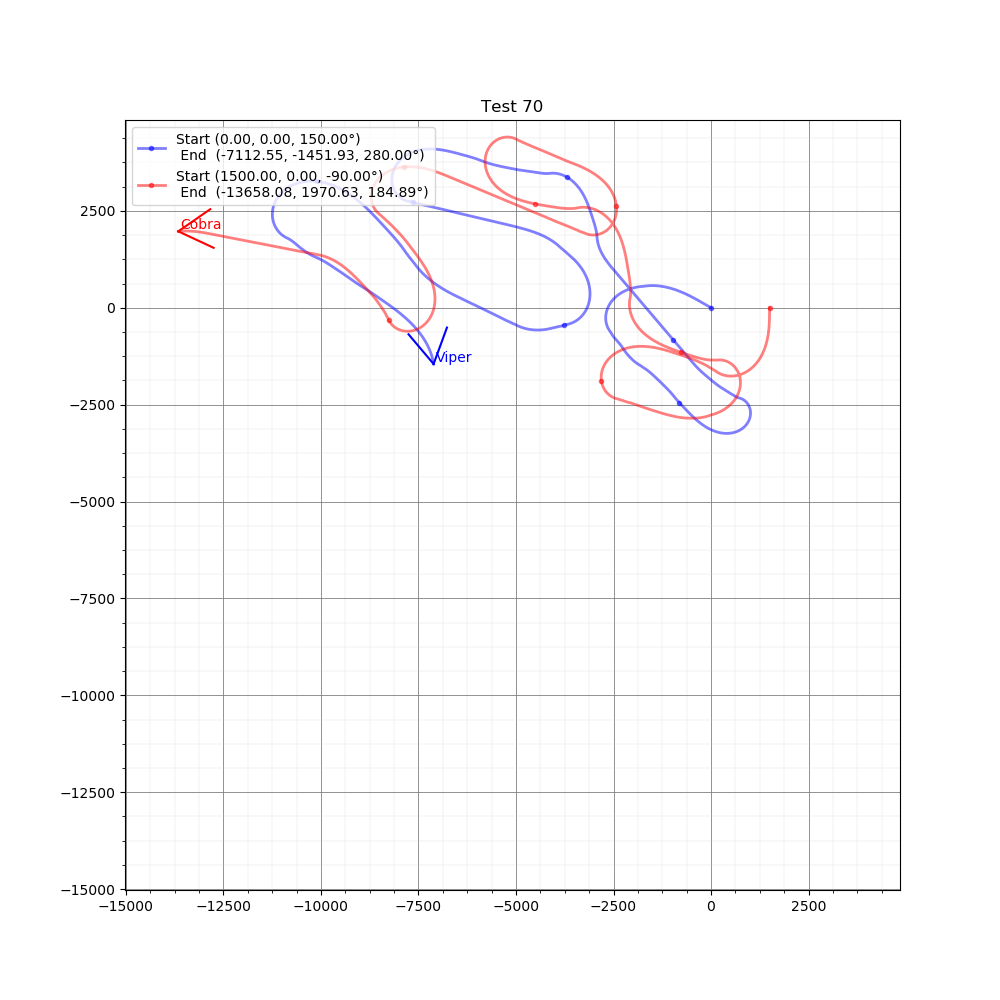 Test 70
Start (0.00, 0.00, 150.00°)
End  (-7112.55, -1451.93, 280.00°)
Start (1500.00, 0.00, -90.00°)
End  (-13658.08, 1970.63, 184.89°)
Cobra
Viper
2500
0
−2500
−5000
−7500
−10000
−12500
−15000
−15000 −12500 −10000 −7500 −5000 −2500 0 2500